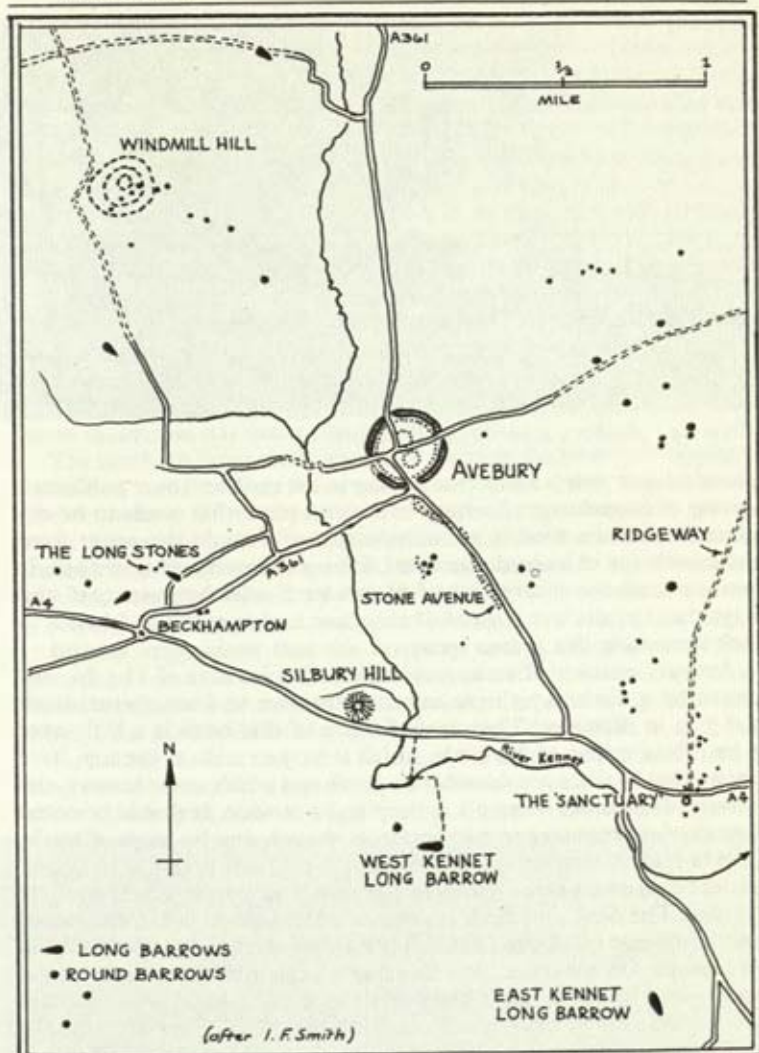 A361
0 ½ 1
MILE
WINDMILL HILL
AVEBURY
RIDGEWAY
THE LONG STONES
A361
STONE AVENUE
A4
BECKHAMPTON
SILBURY HILL
N
River Kennet
THE "SANCTUARY"
A4
WEST KENNET
LONG BARROW
LONG BARROWS
ROUND BARROWS
EAST KENNET
LONG BARROW
(after I.F. Smith)